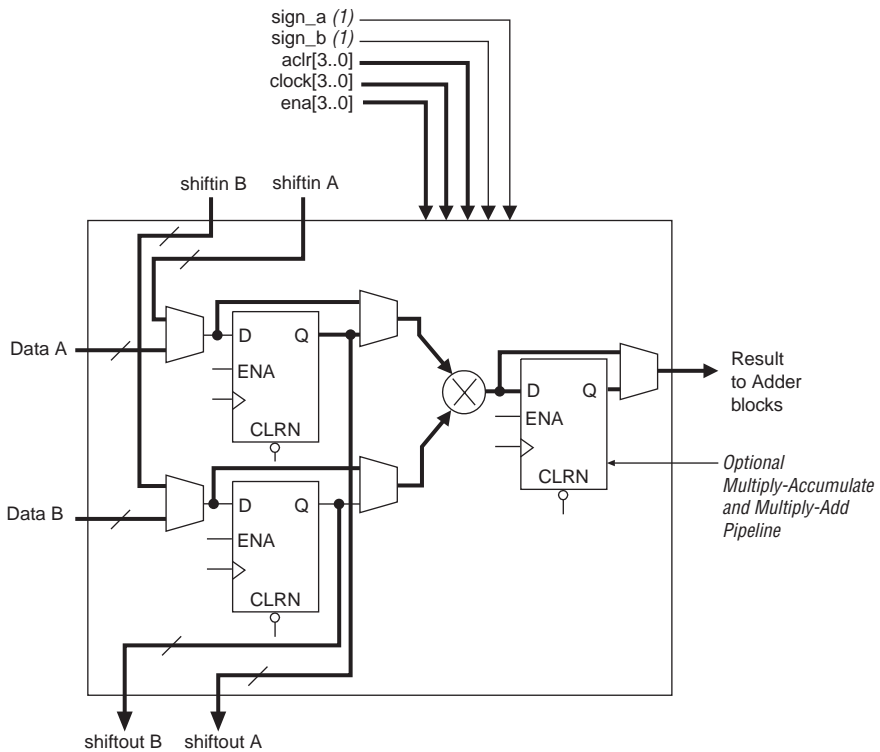 sign_a (1)
sign_b (1)
aclr[3..0]
clock[3..0]
ena[3..0]
shiftin B
shiftin A
D
Q
ENA
CLRN
Data A
D
Q
ENA
CLRN
Data B
D
Q
ENA
CLRN
Result
to Adder
blocks
Optional
Multiply-Accumulate
and Multiply-Add
Pipeline
shiftout B
shiftout A